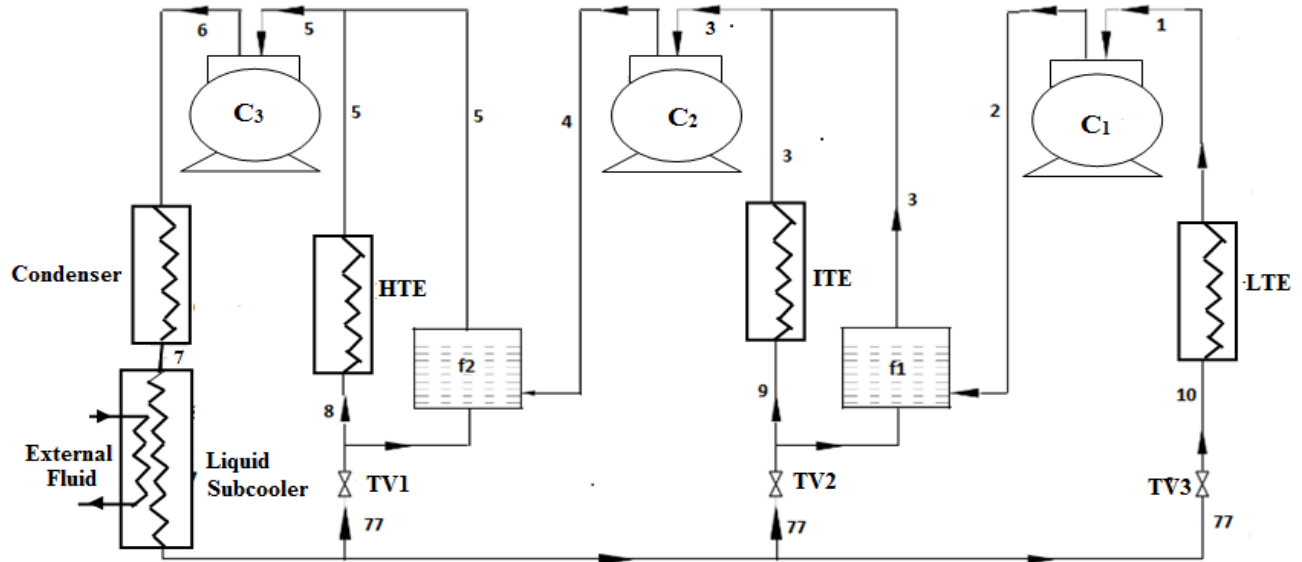 6
5
3
1
C3
C2
C1
5
5
4
3
2
3
Condenser
HTE
ITE
LTE
f2
f1
7
8
9
10
External
Fluid
Liquid
Subcooler
TV1
TV2
TV3
77
77
77